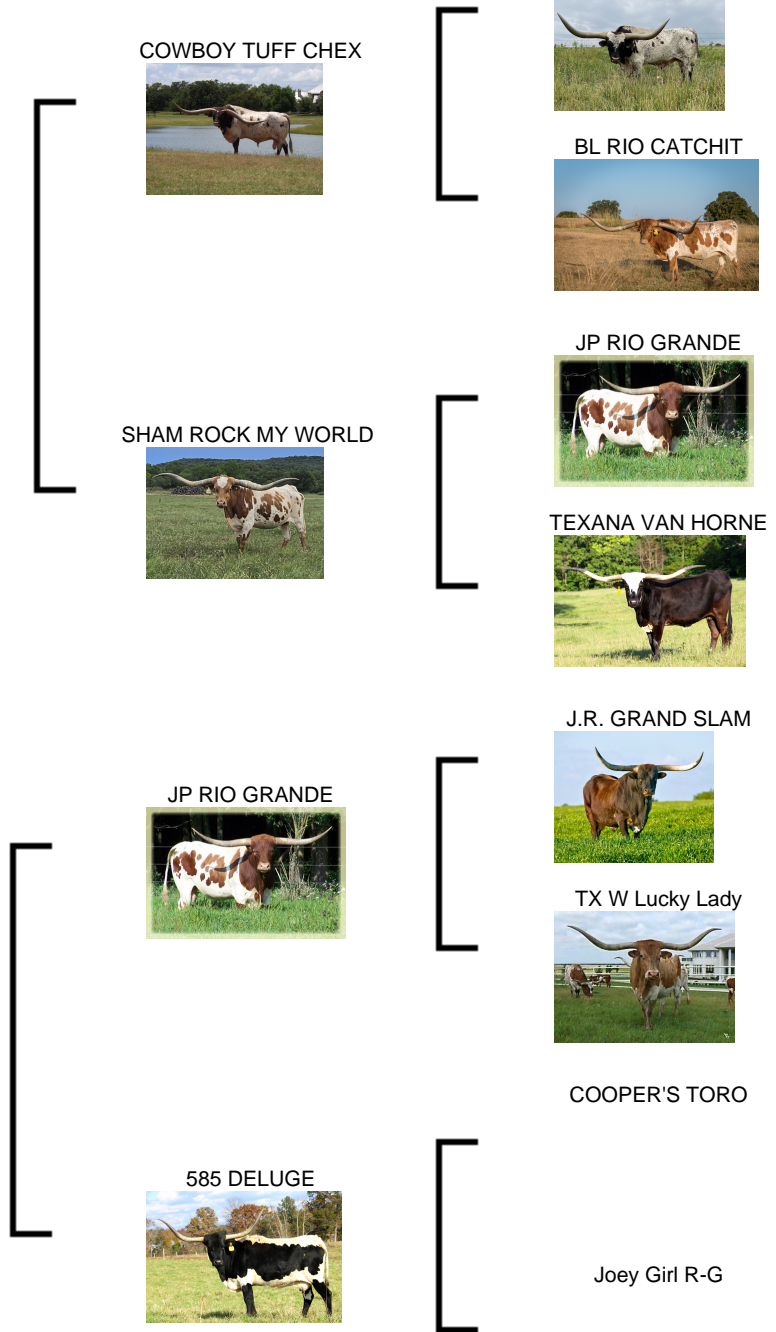 COWBOY TUFF CHEX
BL RIO CATCHIT
JP RIO GRANDE
SHAM ROCK MY WORLD
TEXANA VAN HORNE
J.R. GRAND SLAM
JP RIO GRANDE
TX W Lucky Lady
COOPER'S TORO
585 DELUGE
Joey Girl R-G